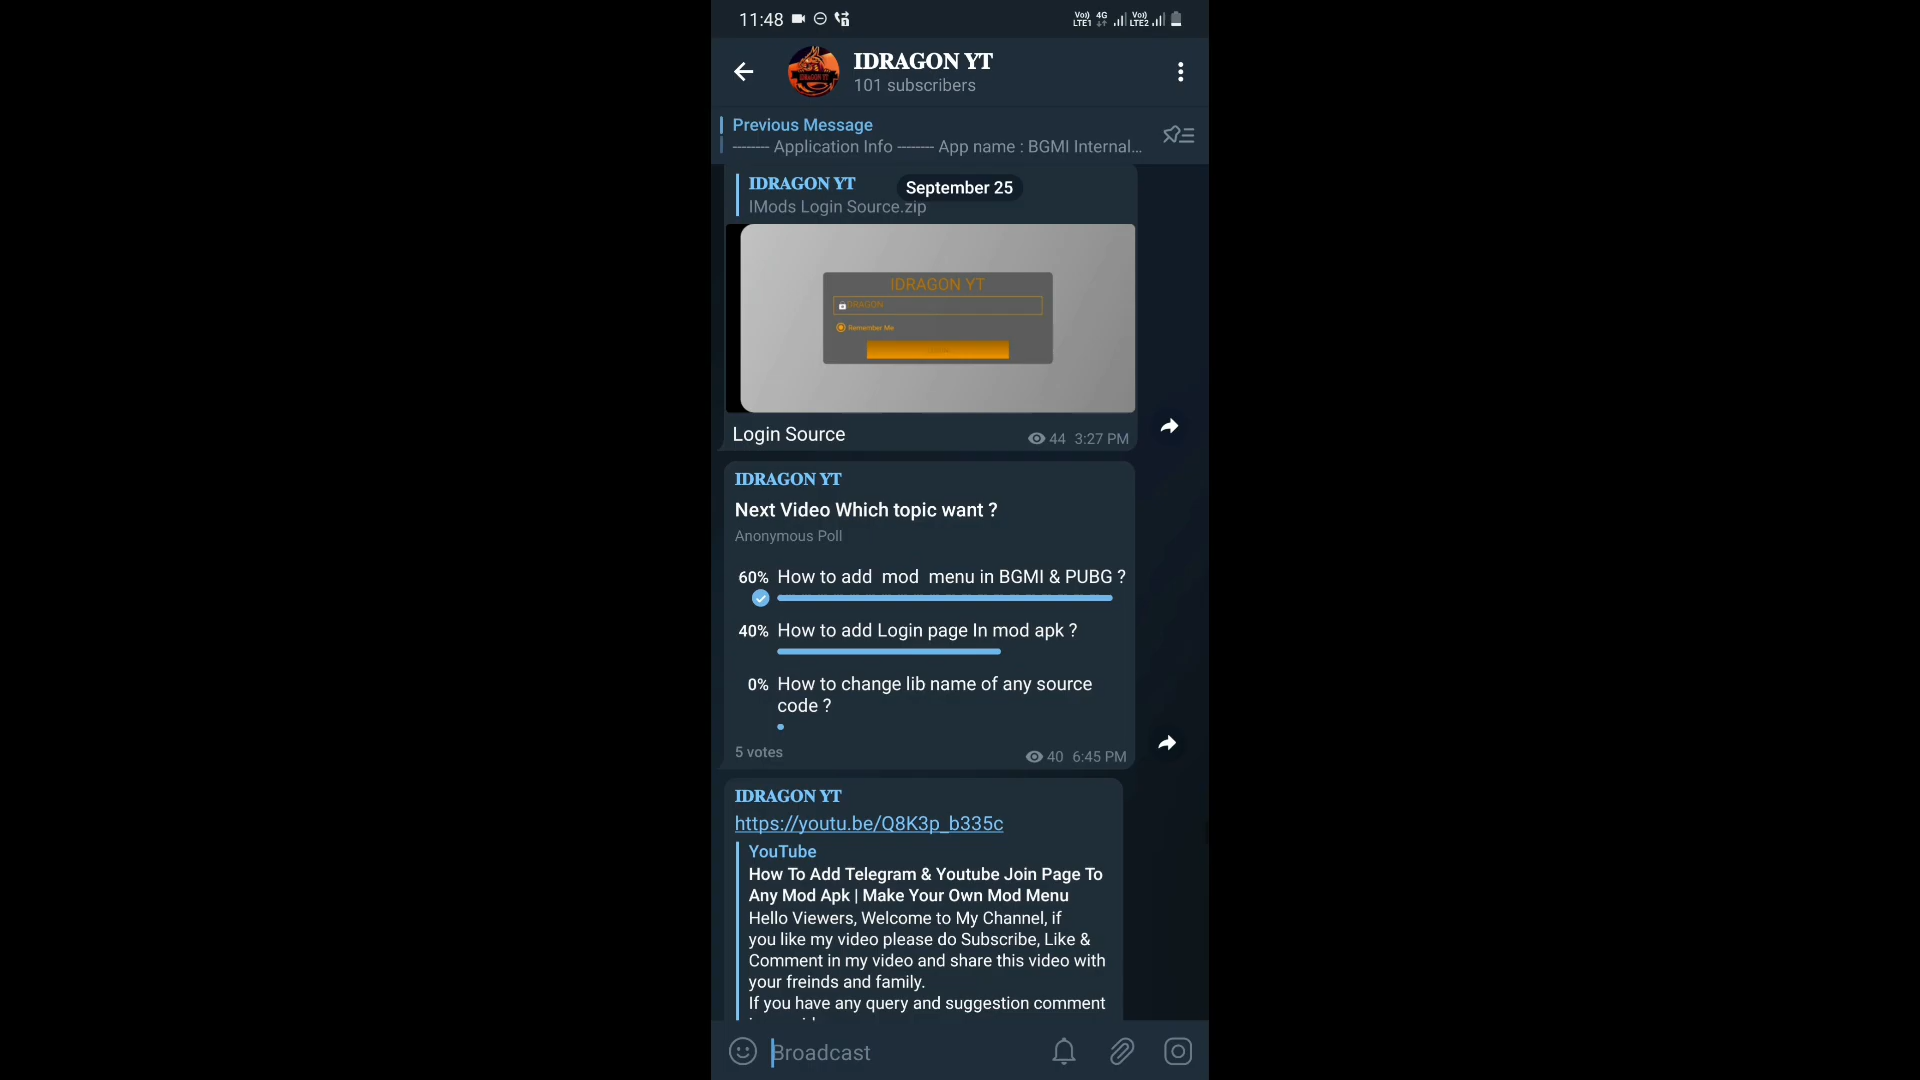 11:48
Vo) LTE1 4G Vo) LTE2
IDRAGON YT
101 subscribers
Previous Message
-------- Application Info -------- App name : BGMI Internal...
IDRAGON YT
September 25
IMods Login Source.zip
IDRAGON YT
Remember Me
Login Source
44 3:27 PM
IDRAGON YT
Next Video Which topic want ?
Anonymous Poll
60% How to add mod menu in BGMI & PUBG ?
40% How to add Login page In mod apk ?
0% How to change lib name of any source
code ?
5 votes
40 6:45 PM
IDRAGON YT
https://youtu.be/Q8K3p_b335c
YouTube
How To Add Telegram & Youtube Join Page To
Any Mod Apk | Make Your Own Mod Menu
Hello Viewers, Welcome to My Channel, if
you like my video please do Subscribe, Like &
Comment in my video and share this video with
your freinds and family.
If you have any query and suggestion comment
Broadcast